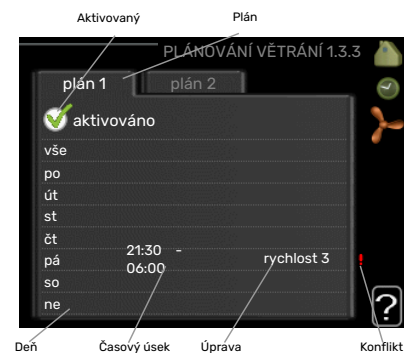 Aktivovaný
Plán
PLÁNOVÁNÍ VĚTRÁNÍ 1.3.3
plán 1
plán 2
aktivováno
vše
po
út
st
čt
pá
21:30 -
06:00
rychlost 3
!
so
ne
?
Deň
Časový úsek
Úprava
Konflikt